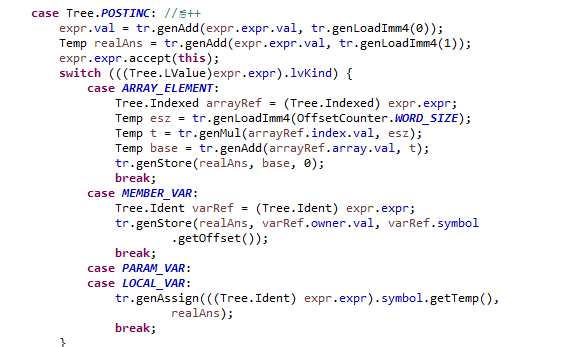 case Tree.POSTINC: //++
expr.val = tr.genAdd(expr.expr.val, tr.genLoadImm4(0));
Temp realAns = tr.genAdd(expr.expr.val, tr.genLoadImm4(1));
expr.expr.accept(this);
switch (((Tree.LValue)expr.expr).lvKind) {
case ARRAY_ELEMENT:
Tree.Indexed arrayRef = (Tree.Indexed) expr.expr;
Temp esz = tr.genLoadImm4(OffsetCounter.WORD_SIZE);
Temp t = tr.genMul(arrayRef.index.val, esz);
Temp base = tr.genAdd(arrayRef.array.val, t);
tr.genStore(realAns, base, 0);
break;
case MEMBER_VAR:
Tree.Ident varRef = (Tree.Ident) expr.expr;
tr.genStore(realAns, varRef.owner.val, varRef.symbol
.getOffset());
break;
case PARAM_VAR:
case LOCAL_VAR:
tr.genAssign(((Tree.Ident) expr.expr).symbol.getTemp(),
realAns);
break;
}